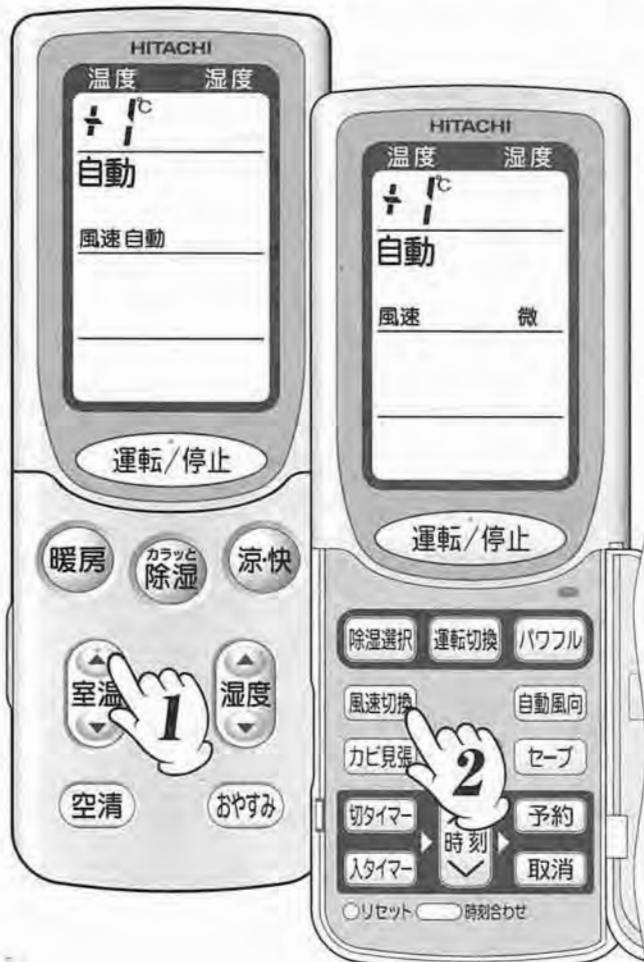 HITACHI
温度 湿度
+1℃
自動
風速自動
運転/停止
暖房
カラッと
除湿
涼・快
室温
湿度
1
空清
おやすみ
HITACHI
温度 湿度
+1℃
自動
風速 微
運転/停止
除湿選択 運転切換 パワフル
風速切換 自動風向
カビ見張 セーブ
2
切タイマー 時刻 予約
入タイマー 取消
リセット 時刻合わせ